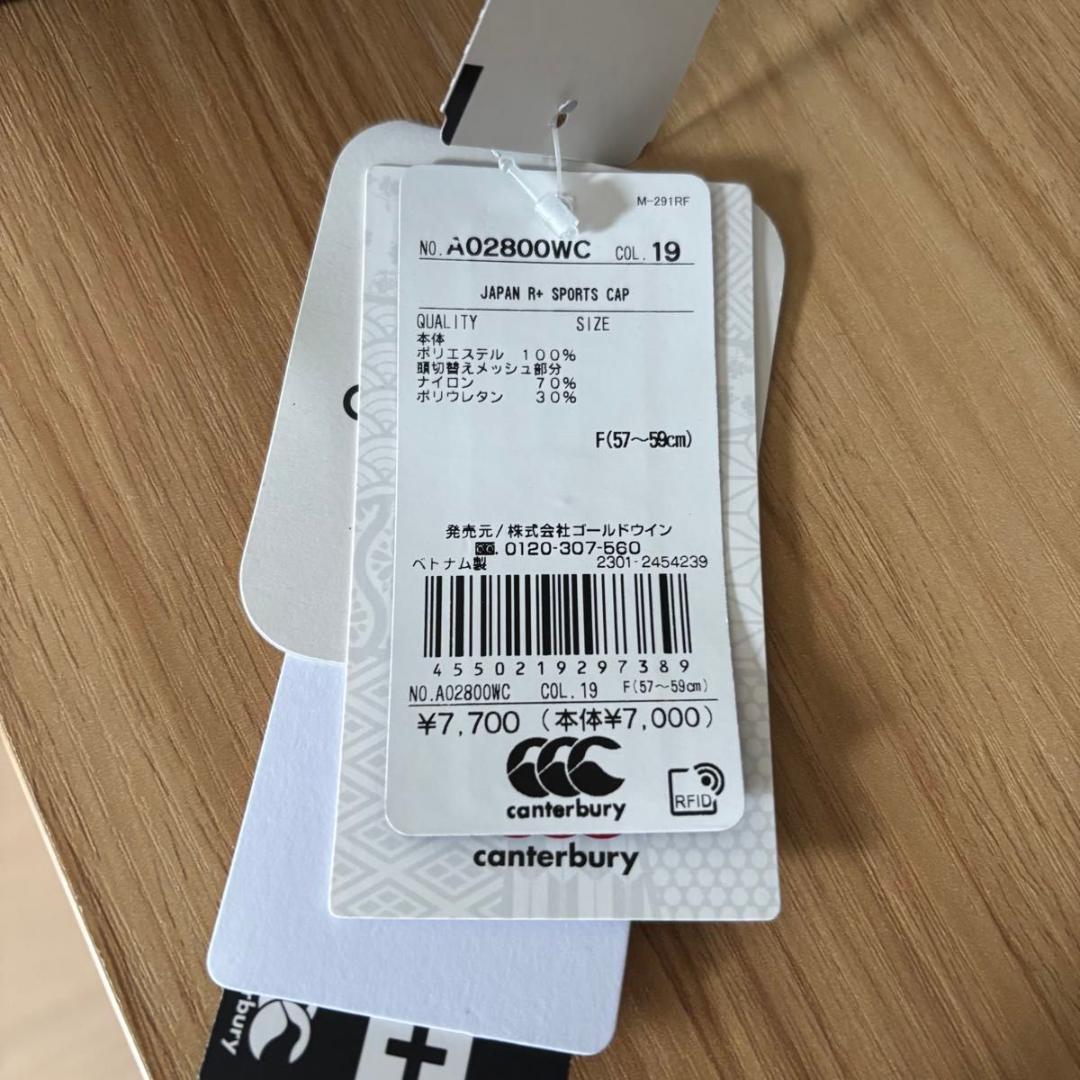 M-291RF
NO. A02800WC COL. 19
JAPAN R+ SPORTS CAP
QUALITY SIZE
本体
ポリエステル 100%
頭切替えメッシュ部分
ナイロン 70%
ポリウレタン 30%
F(57〜59cm)
発売元/株式会社ゴールドウイン
0120-307-560
ベトナム製 2301-2454239
4550219297389
NO.A02800WC COL.19 F(57〜59cm)
¥7,700 (本体¥7,000)
canterbury
RFID
canterbury
rbury